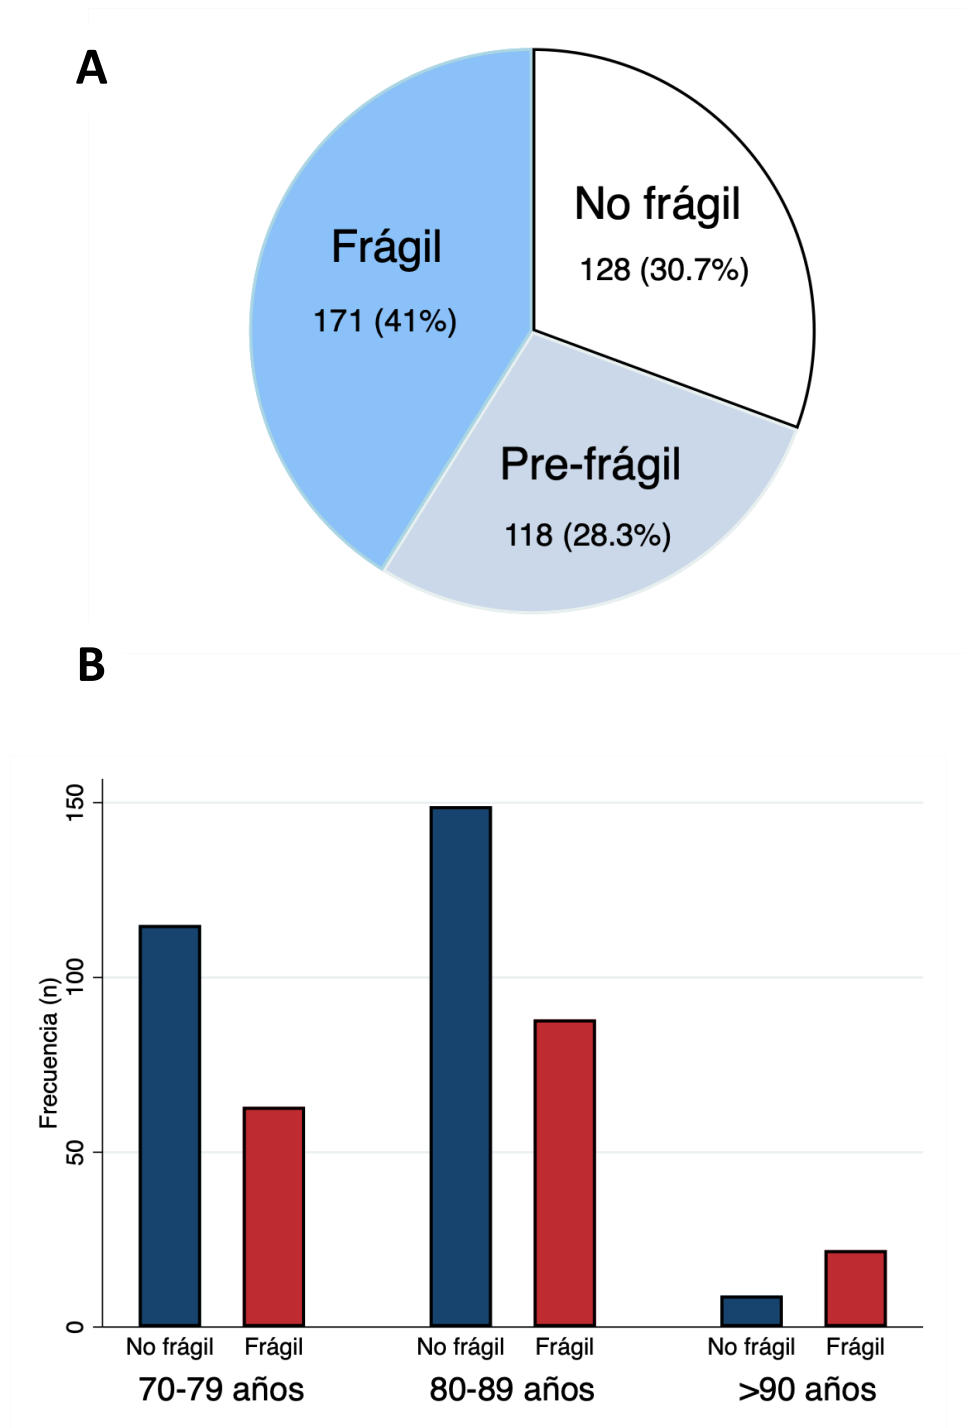 A
No frágil
128 (30.7%)
Frágil
171 (41%)
Pre-frágil
118 (28.3%)
B
Frecuencia (n)
150
100
50
0
No frágil Frágil No frágil Frágil No frágil Frágil
70-79 años 80-89 años >90 años